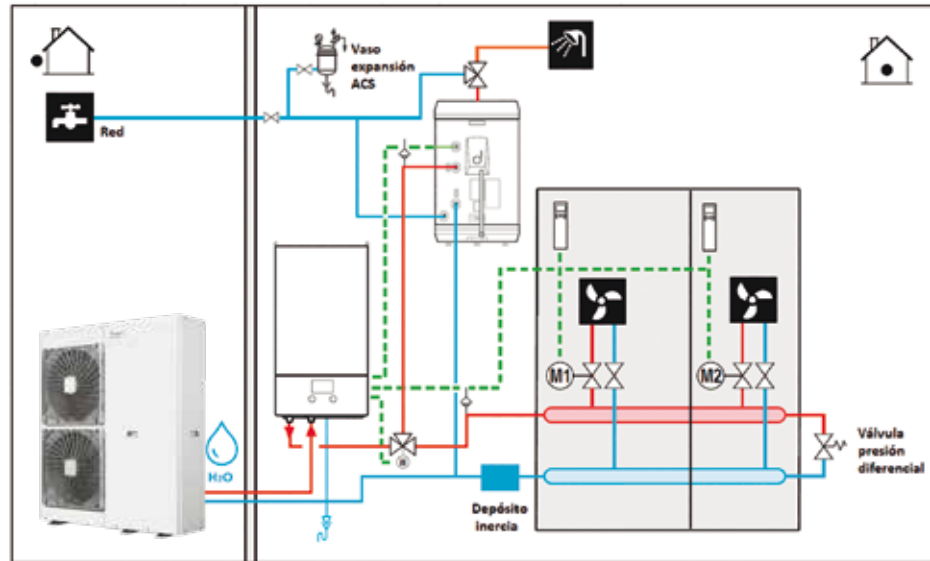 Vaso
expansión
ACS
Red
M1
M2
H2O
Válvula
presión
diferencial
Depósito
inercia